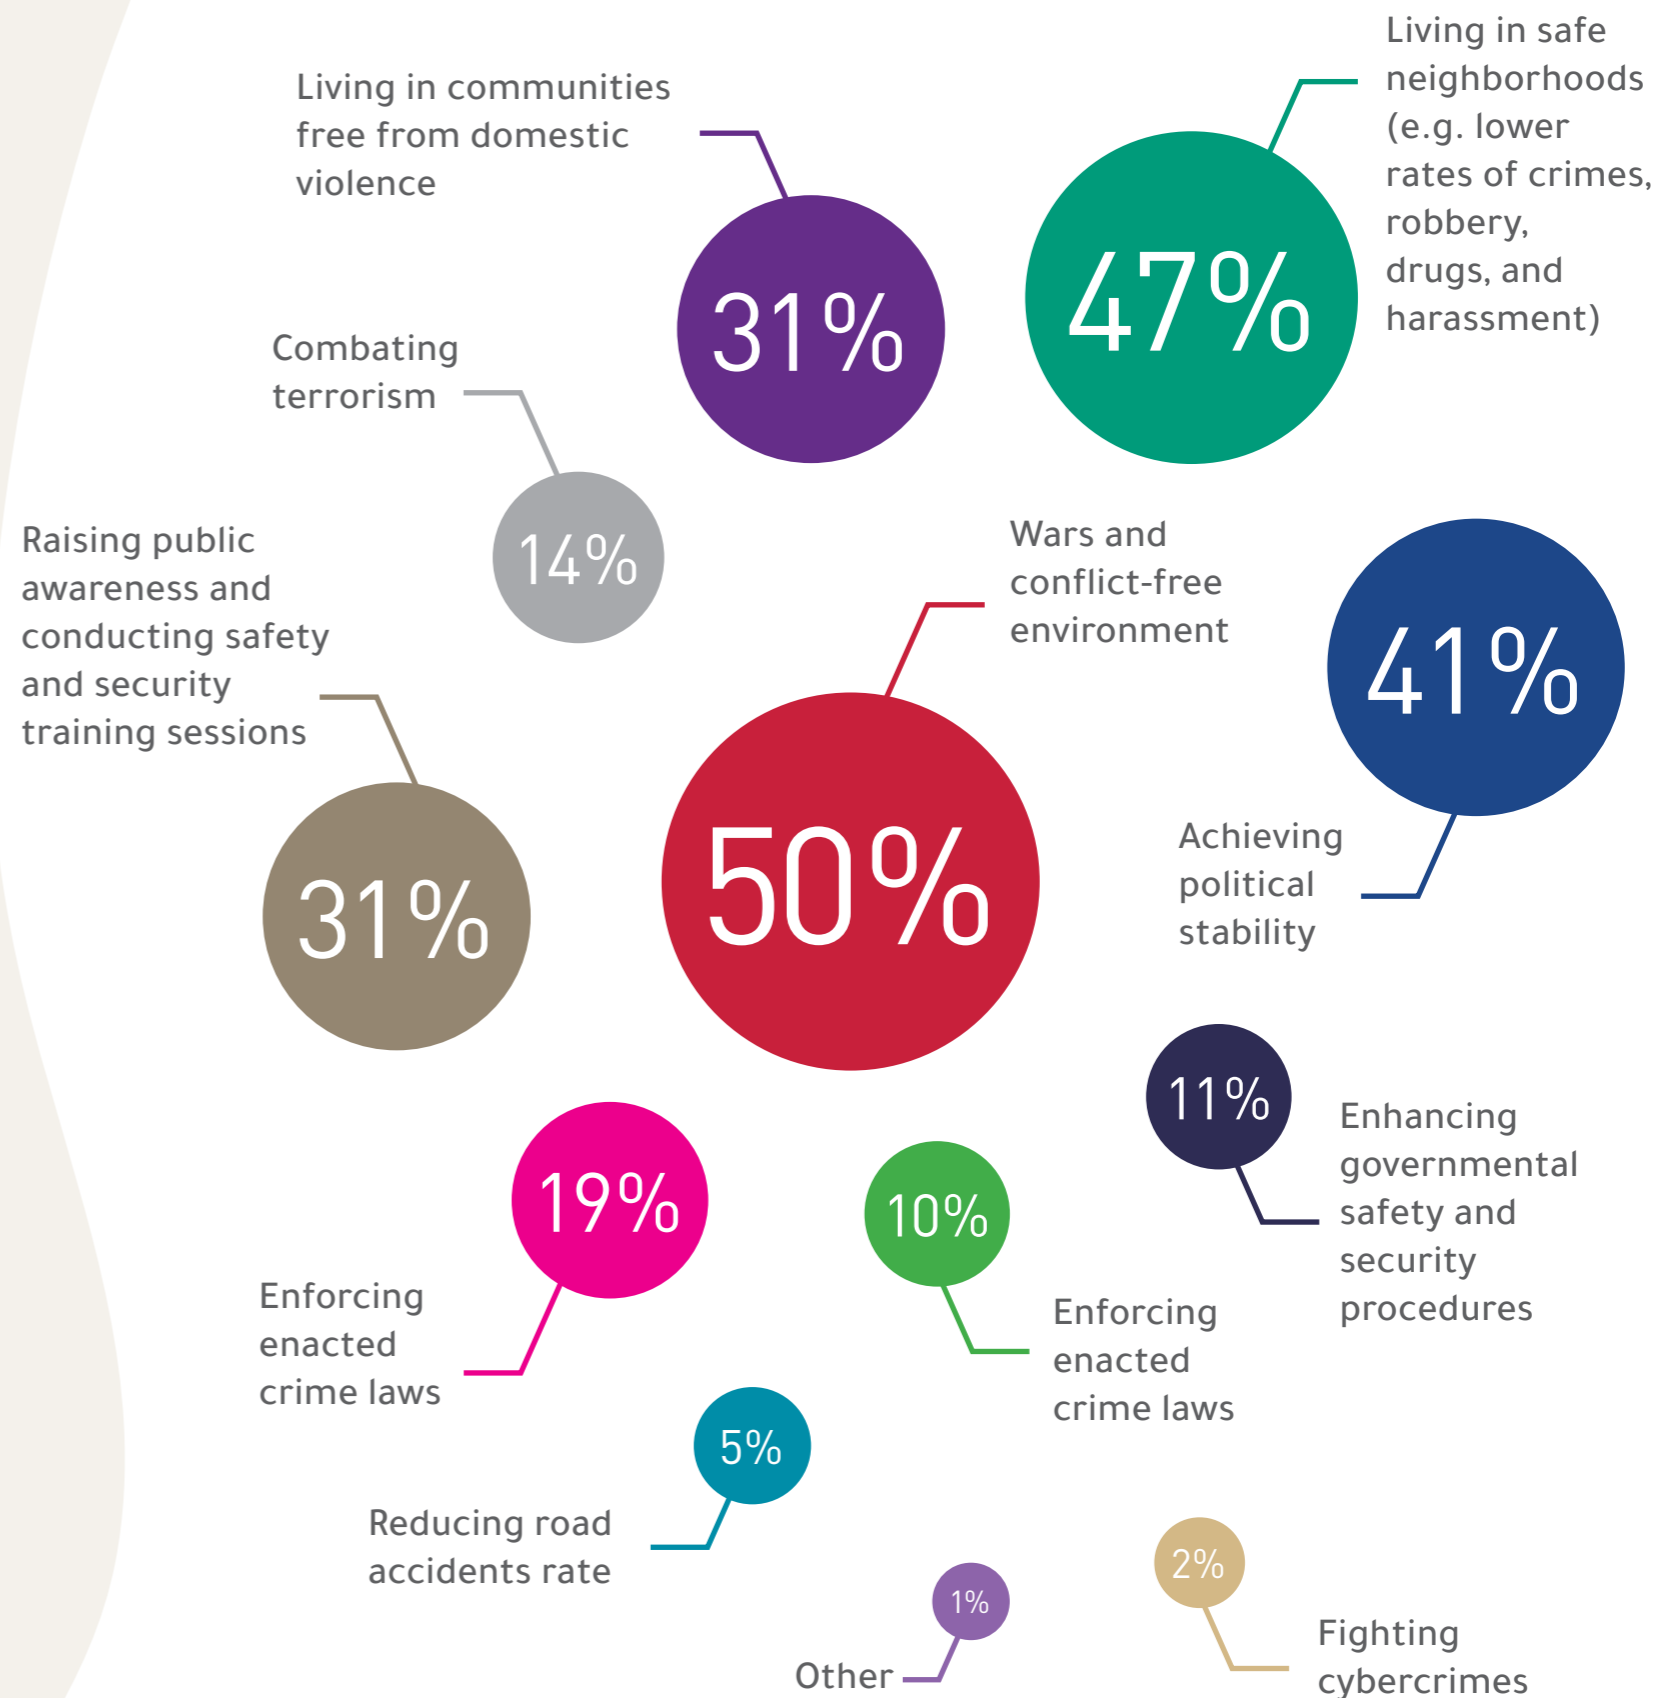 Living in safe
neighborhoods
(e.g. lower
rates of crimes,
robbery,
drugs, and
harassment)
47%
Living in communities
free from domestic
violence
31%
Combating
terrorism
14%
Raising public
awareness and
conducting safety
and security
training sessions
31%
Wars and
conflict-free
environment
50%
41%
Achieving
political
stability
11%
Enhancing
governmental
safety and
security
procedures
19%
Enforcing
enacted
crime laws
10%
Enforcing
enacted
crime laws
5%
Reducing road
accidents rate
1%
Other
2%
Fighting
cybercrimes